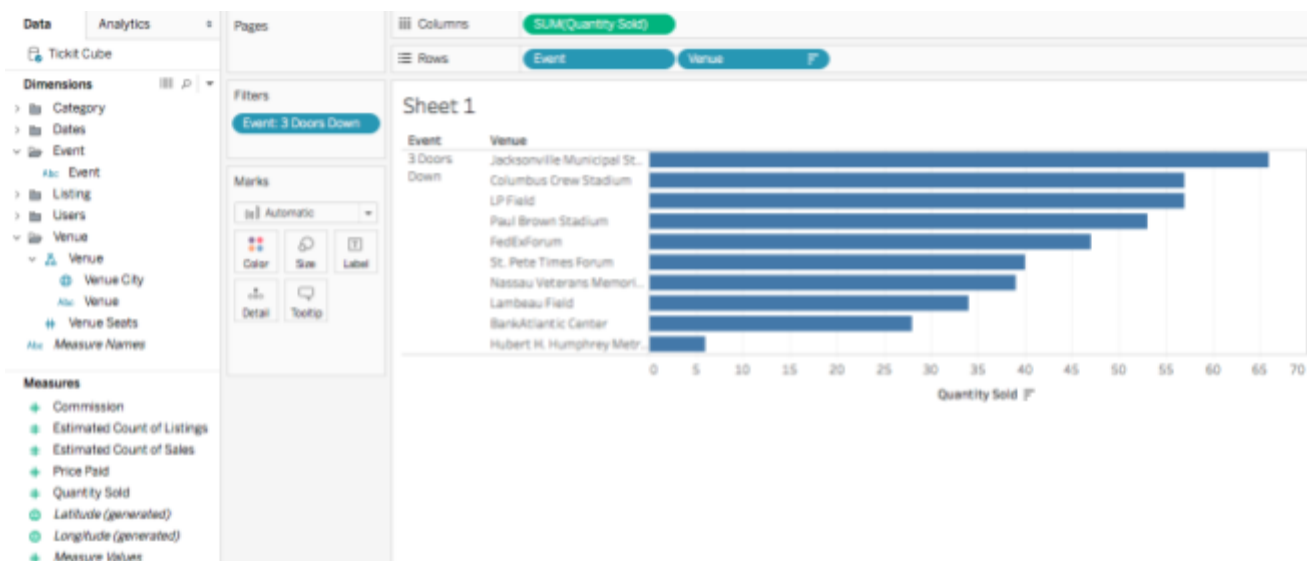 Data Analytics
Tickit Cube
Dimensions
Category
Dates
Event
Abc Event
Listing
Users
Venue
Venue
Venue City
Abc Venue
Venue Seats
Abc Measure Names
Measures
Commission
Estimated Count of Listings
Estimated Count of Sales
Price Paid
Quantity Sold
Latitude (generated)
Longitude (generated)
Measure Values
Pages
Filters
Event: 3 Doors Down
Marks
Automatic
Color Size Label
Detail Tooltip
Columns SUM(Quantity Sold)
Rows Event Venue
Sheet 1
Event Venue
3 Doors
Down
Jacksonville Municipal St..
Columbus Crew Stadium
LP Field
Paul Brown Stadium
FedExForum
St. Pete Times Forum
Nassau Veterans Memori..
Lambeau Field
BankAtlantic Center
Hubert H. Humphrey Metr..
0 5 10 15 20 25 30 35 40 45 50 55 60 65 70
Quantity Sold